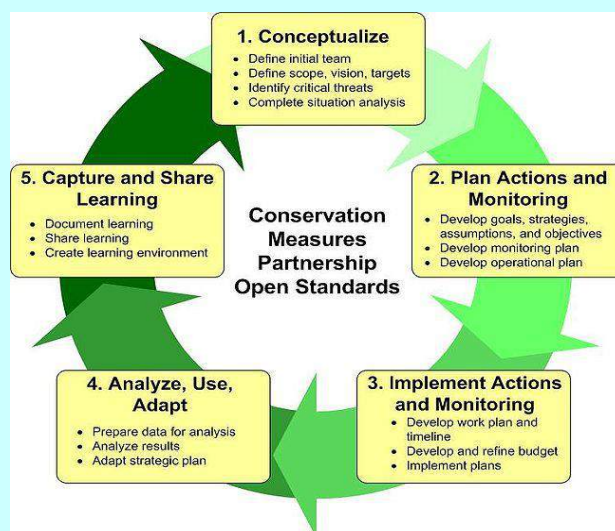 1. Conceptualize
• Define initial team
• Define scope, vision, targets
• Identify critical threats
• Complete situation analysis
2. Plan Actions and
Monitoring
• Develop goals, strategies,
assumptions, and objectives
• Develop monitoring plan
• Develop operational plan
3. Implement Actions
and Monitoring
• Develop work plan and
timeline
• Develop and refine budget
• Implement plans
4. Analyze, Use,
Adapt
• Prepare data for analysis
• Analyze results
• Adapt strategic plan
5. Capture and Share
Learning
• Document learning
• Share learning
• Create learning environment
Conservation
Measures
Partnership
Open Standards